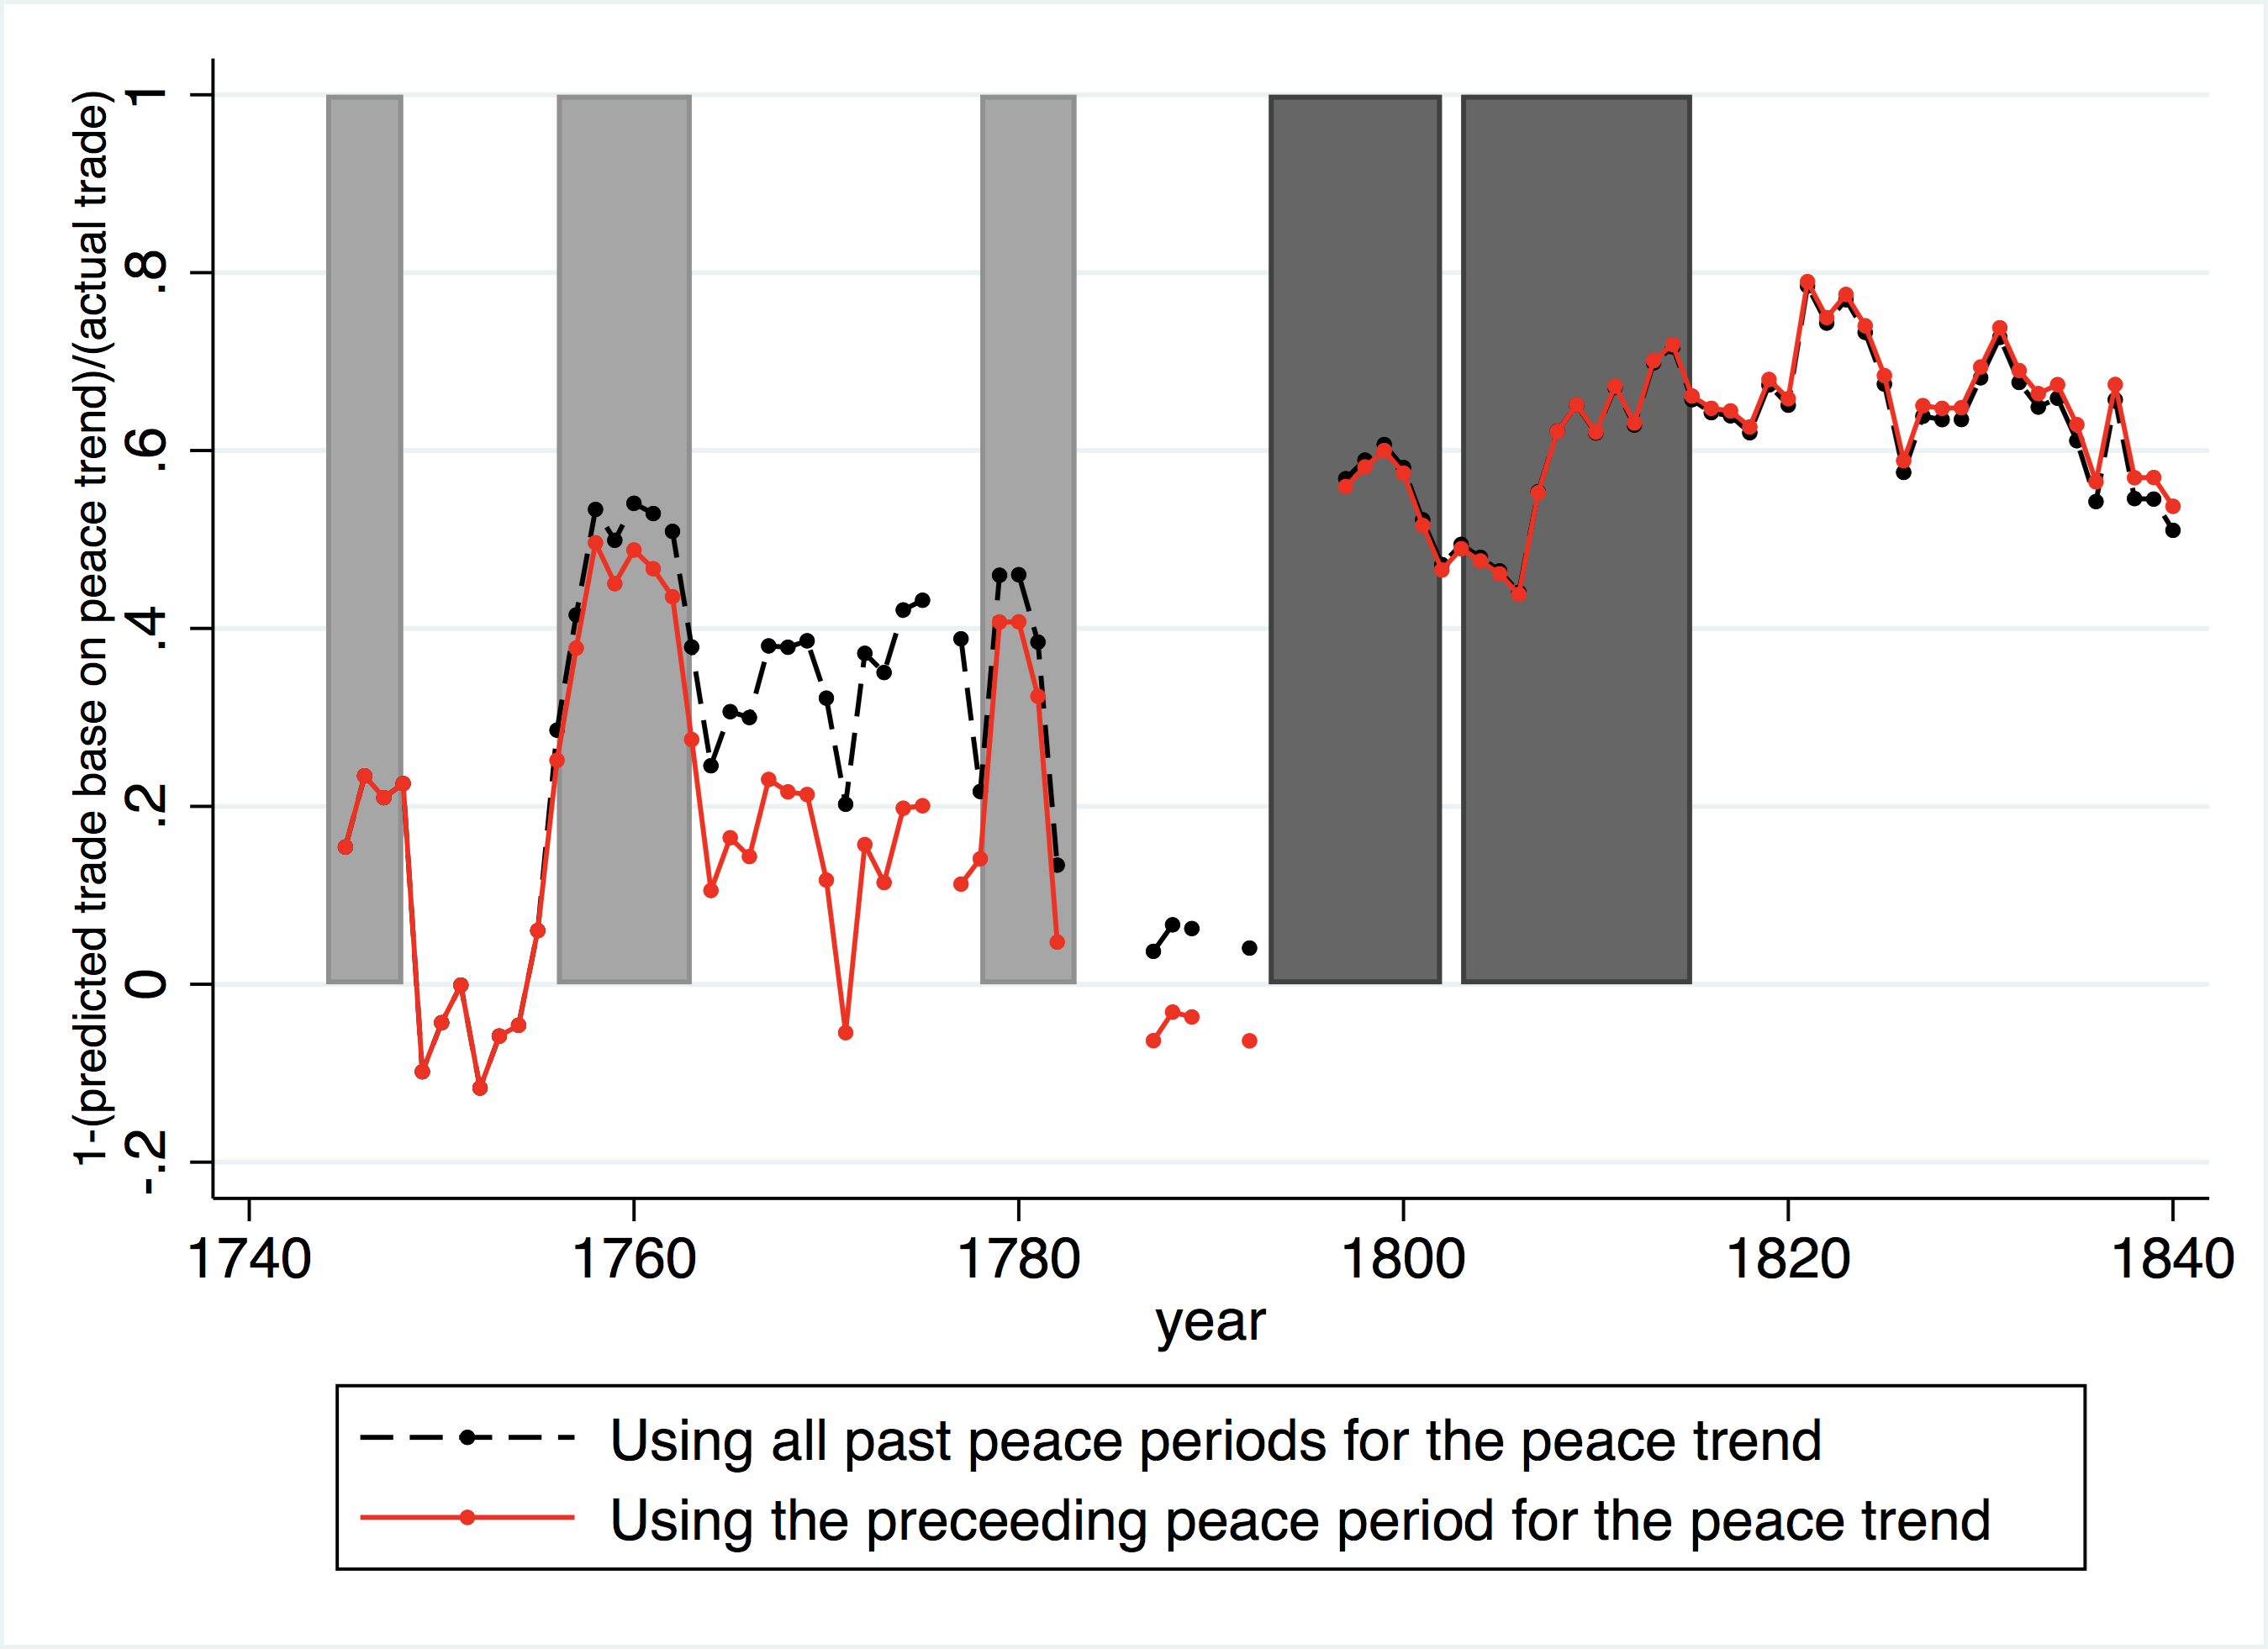 1-(predicted trade base on peace trend)/(actual trade)
1
.8
.6
.4
.2
0
-.2
1740 1760 1780 1800 1820 1840
year
Using all past peace periods for the peace trend
Using the preceeding peace period for the peace trend